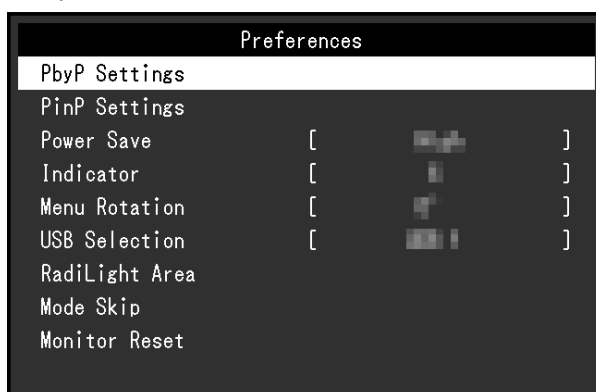 Preferences
PbyP Settings
PinP Settings
Power Save [ ]
Indicator [ ]
Menu Rotation [ ]
USB Selection [ ]
RadiLight Area
Mode Skip
Monitor Reset